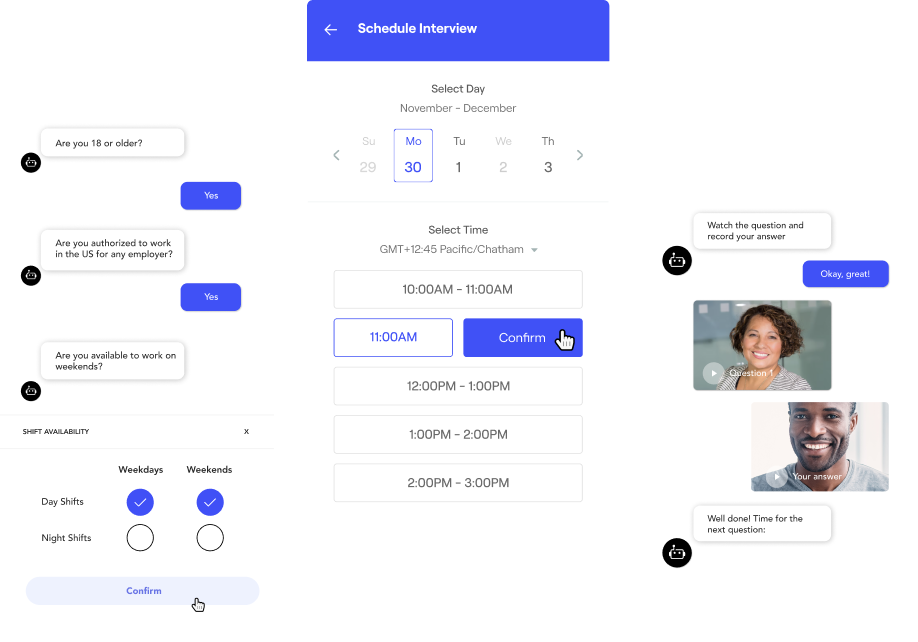 Are you 18 or older?
Yes
Are you authorized to work
in the US for any employer?
Yes
Are you available to work on
weekends?
SHIFT AVAILABILITY X
Weekdays Weekends
Day Shifts
Night Shifts
Confirm
Schedule Interview
Select Day
November - December
Su Mo Tu We Th
29 30 1 2 3
Select Time
GMT+12:45 Pacific/Chatham
10:00AM - 11:00AM
11:00AM Confirm
12:00PM - 1:00PM
1:00PM - 2:00PM
2:00PM - 3:00PM
Watch the question and
record your answer
Okay, great!
Question 1
Your answer
Well done! Time for the
next question: